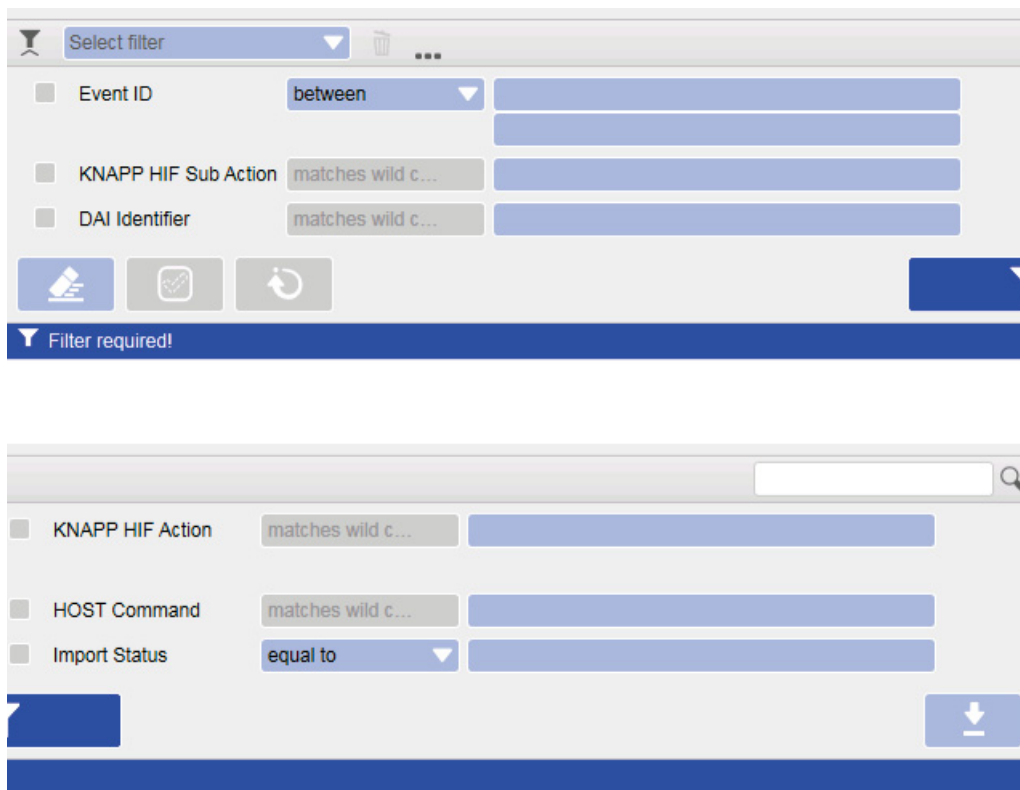 Select filter
Event ID between
KNAPP HIF Sub Action matches wild c...
DAI Identifier matches wild c...
Filter required!
KNAPP HIF Action matches wild c...
HOST Command matches wild c...
Import Status equal to